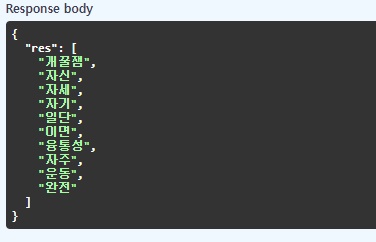 Response body
{
"res": [
"개꿀잼",
"자신",
"자세",
"자기",
"일단",
"이면",
"융통성",
"자주",
"운동",
"완전"
]
}